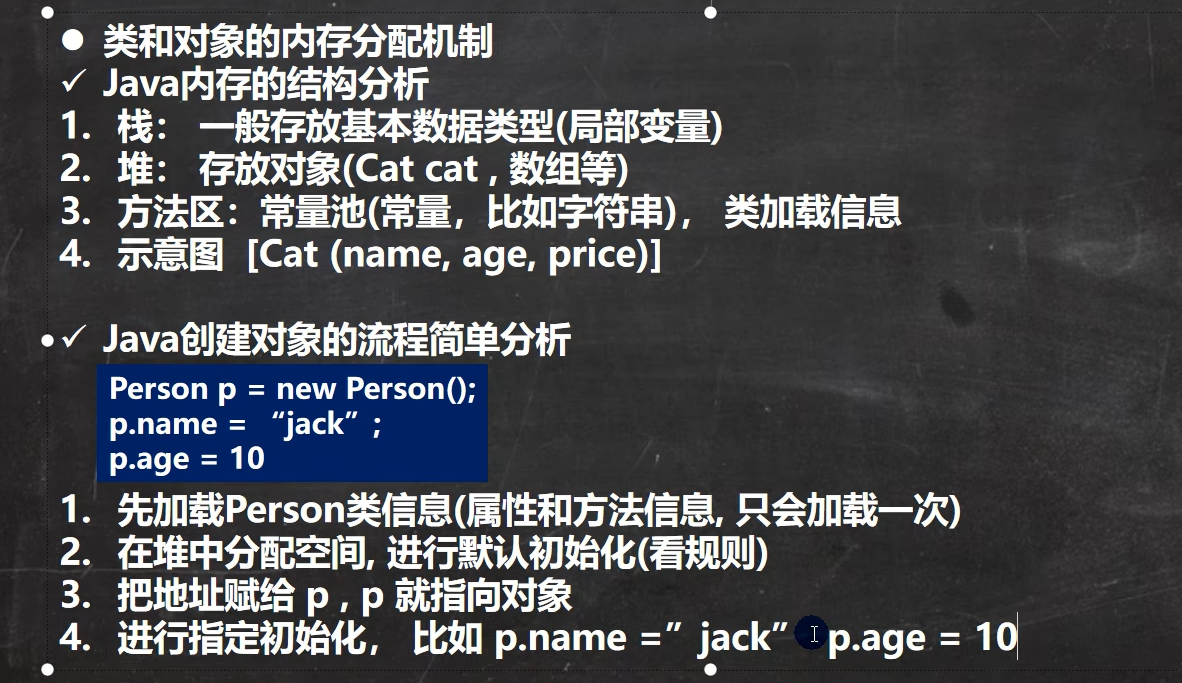 ● 类和对象的内存分配机制
✓ Java内存的结构分析
1. 栈： 一般存放基本数据类型(局部变量)
2. 堆： 存放对象(Cat cat , 数组等)
3. 方法区：常量池(常量，比如字符串)， 类加载信息
4. 示意图 [Cat (name, age, price)]
✓ Java创建对象的流程简单分析
Person p = new Person();
p.name = “jack”;
p.age = 10
1. 先加载Person类信息(属性和方法信息, 只会加载一次)
2. 在堆中分配空间, 进行默认初始化(看规则)
3. 把地址赋给 p , p 就指向对象
4. 进行指定初始化， 比如 p.name =”jack” p.age = 10